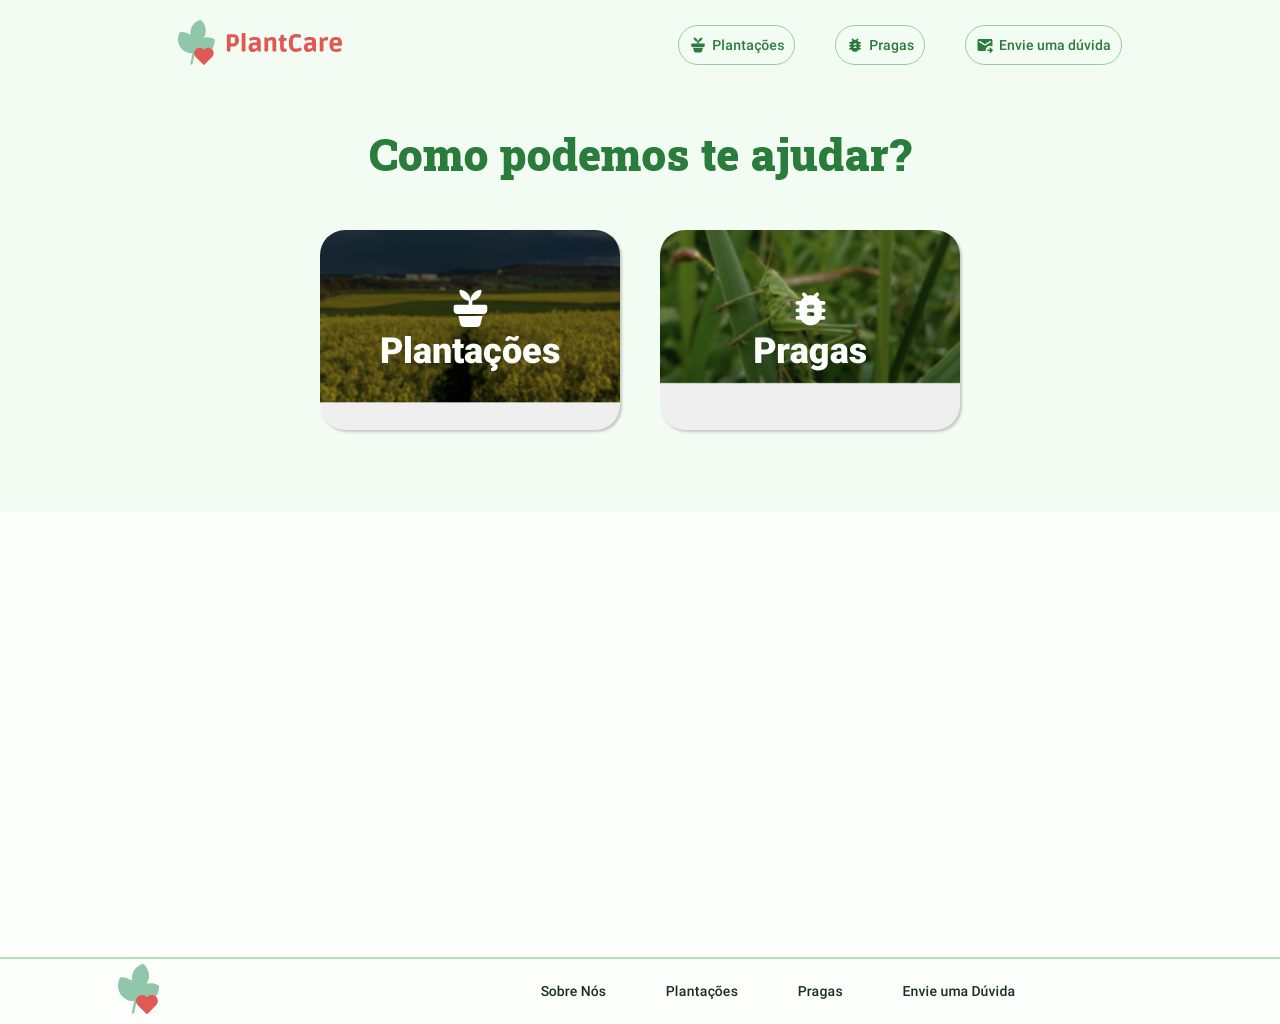 PlantCare
Plantações
Pragas
Envie uma dúvida
Como podemos te ajudar?
Plantações
Pragas
Sobre Nós
Plantações
Pragas
Envie uma Dúvida